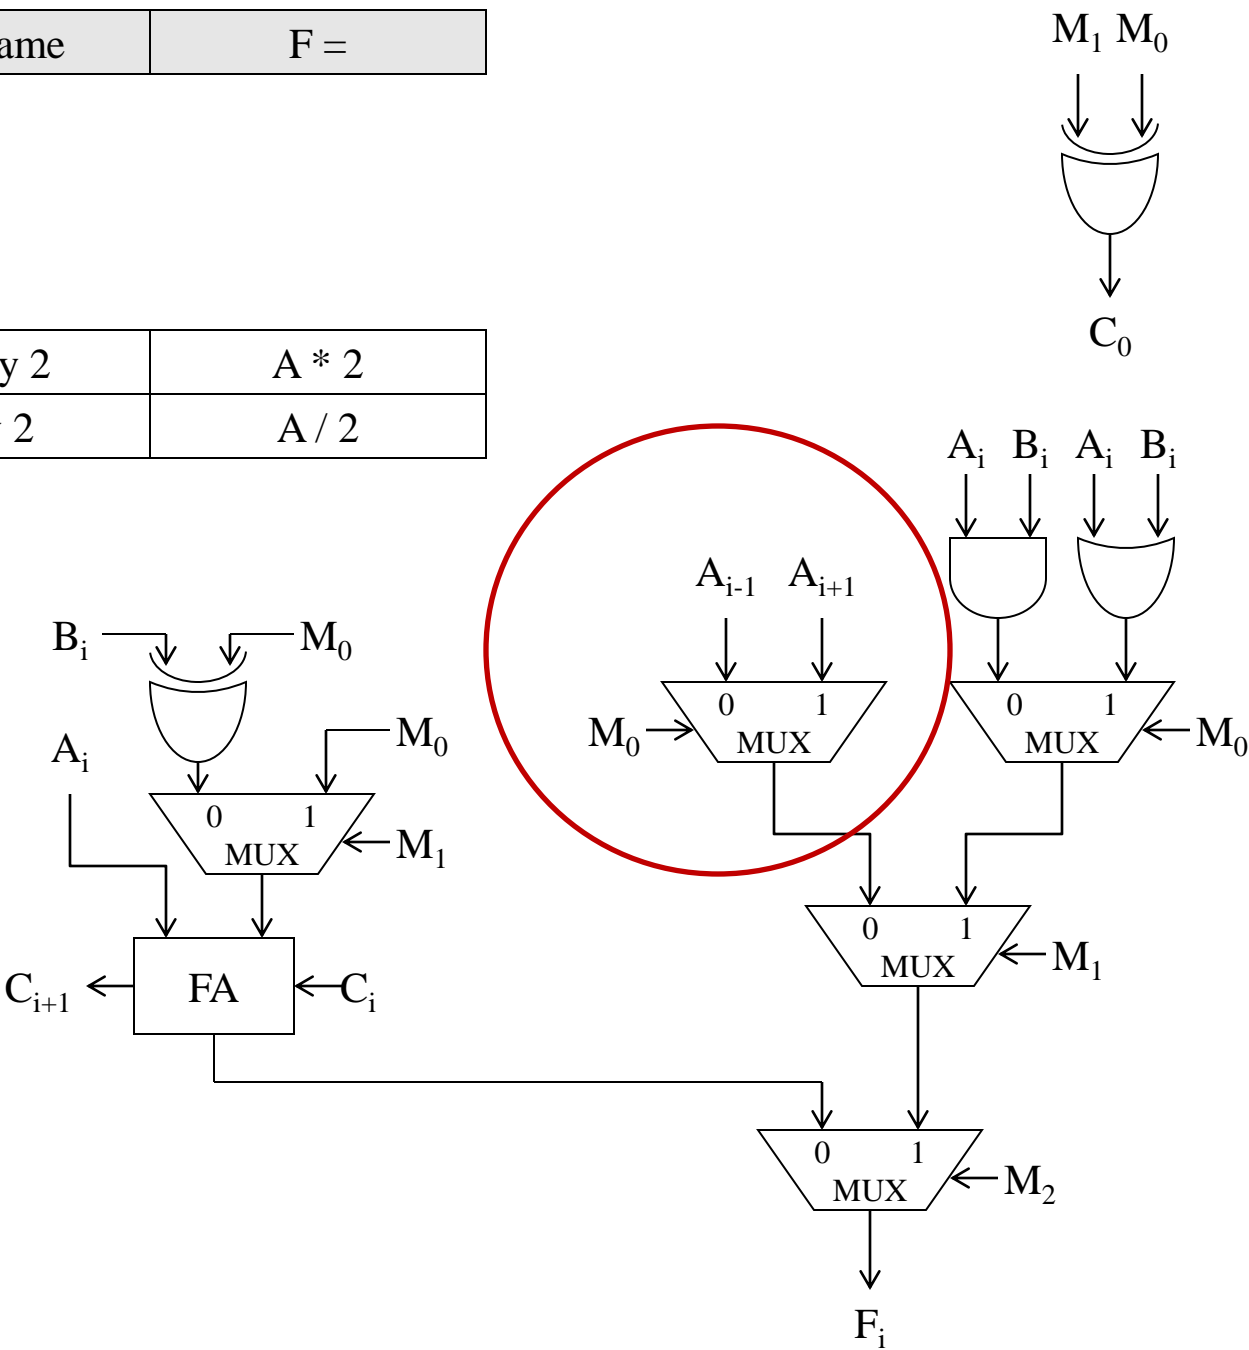 ame F =
M₁ M₀
C₀
y 2 A * 2
2 A / 2
Aᵢ Bᵢ Aᵢ Bᵢ
Aᵢ₋₁ Aᵢ₊₁
Bᵢ M₀
0 1 0 1
M₀ MUX MUX M₀
Aᵢ M₀
0 1
MUX M₁
0 1
MUX M₁
Cᵢ₊₁ FA Cᵢ
0 1
MUX M₂
Fᵢ